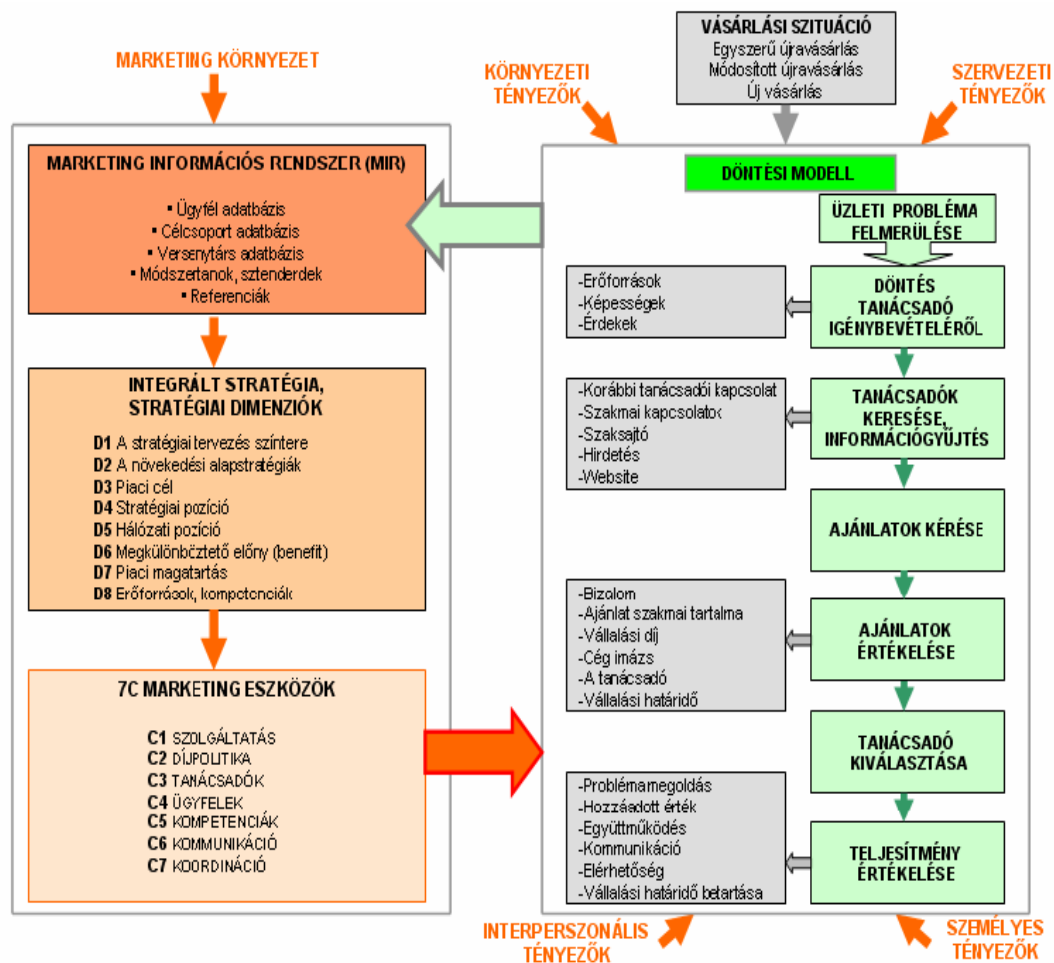 MARKETING KÖRNYEZET
MARKETING INFORMÁCIÓS RENDSZER (MIR)
▪ Ügyfél adatbázis
▪ Célcsoport adatbázis
▪ Versenytárs adatbázis
▪ Módszertanok, sztenderdek
▪ Referenciák
INTEGRÁLT STRATÉGIA,
STRATÉGIAI DIMENZIÓK
D1 A stratégiai tervezés színtere
D2 A növekedési alapstratégiák
D3 Piaci cél
D4 Stratégiai pozíció
D5 Hálózati pozíció
D6 Megkülönböztető előny (benefit)
D7 Piaci magatartás
D8 Erőforrások, kompetenciák
7C MARKETING ESZKÖZÖK
C1 SZOLGÁLTATÁS
C2 DÍJPOLITIKA
C3 TANÁCSADÓK
C4 ÜGYFELEK
C5 KOMPETENCIÁK
C6 KOMMUNIKÁCIÓ
C7 KOORDINÁCIÓ
VÁSÁRLÁSI SZITUÁCIÓ
Egyszerű újravásárlás
Módosított újravásárlás
Új vásárlás
KÖRNYEZETI
TÉNYEZŐK
SZERVEZETI
TÉNYEZŐK
DÖNTÉSI MODELL
ÜZLETI PROBLÉMA
FELMERÜLÉSE
DÖNTÉS
TANÁCSADÓ
IGÉNYBEVÉTELÉRŐL
-Erőforrások
-Képességek
-Érdekek
TANÁCSADÓK
KERESÉSE,
INFORMÁCIÓGYŰJTÉS
-Korábbi tanácsadói kapcsolat
-Szakmai kapcsolatok
-Szaksajtó
-Hirdetés
-Website
AJÁNLATOK KÉRÉSE
AJÁNLATOK
ÉRTÉKELÉSE
-Bizalom
-Ajánlat szakmai tartalma
-Vállalási díj
-Cég imázs
-A tanácsadó
-Vállalási határidő
TANÁCSADÓ
KIVÁLASZTÁSA
TELJESÍTMÉNY
ÉRTÉKELÉSE
-Problémamegoldás
-Hozzáadott érték
-Együttműködés
-Kommunikáció
-Elérhetőség
-Vállalási határidő betartása
INTERPERSZONÁLIS
TÉNYEZŐK
SZEMÉLYES
TÉNYEZŐK